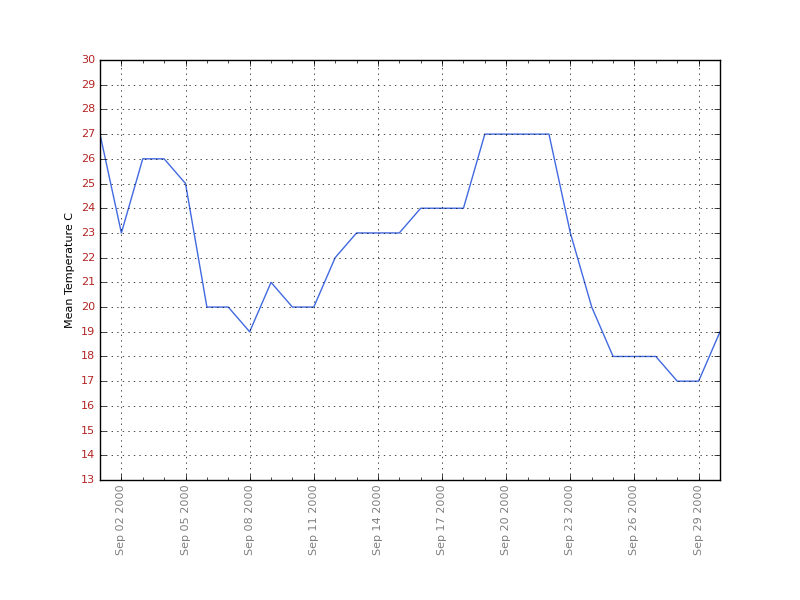 30
29
28
27
26
25
24
23
22
21
20
19
18
17
16
15
14
13
Mean Temperature C
Sep 02 2000
Sep 05 2000
Sep 08 2000
Sep 11 2000
Sep 14 2000
Sep 17 2000
Sep 20 2000
Sep 23 2000
Sep 26 2000
Sep 29 2000